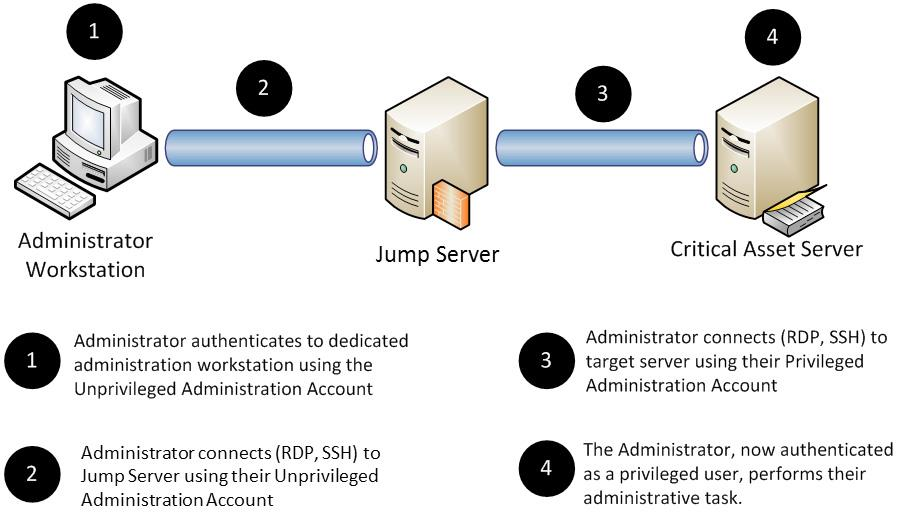 1
2
3
4
Administrator
Workstation
Jump Server
Critical Asset Server
1
Administrator authenticates to dedicated
administration workstation using the
Unprivileged Administration Account
2
Administrator connects (RDP, SSH) to
Jump Server using their Unprivileged
Administration Account
3
Administrator connects (RDP, SSH) to
target server using their Privileged
Administration Account
4
The Administrator, now authenticated
as a privileged user, performs their
administrative task.